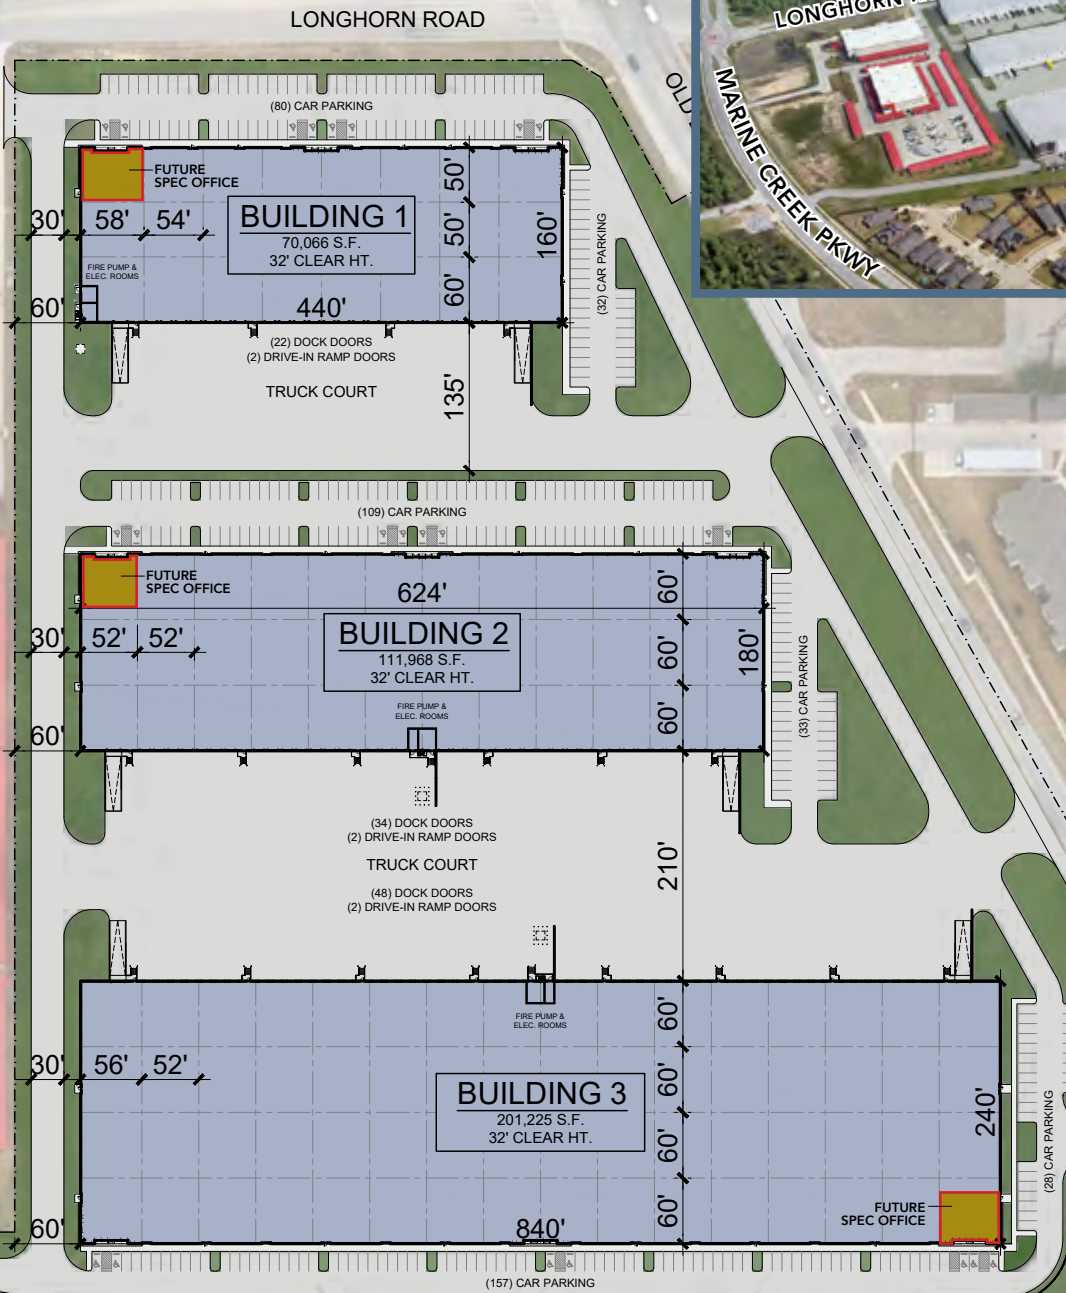 LONGHORN ROAD
LONGHORN R
MARINE CREEK PKWY
OLD
(80) CAR PARKING
FUTURE
SPEC OFFICE
50'
30'
58'
54'
BUILDING 1
70,066 S.F.
32' CLEAR HT.
50'
160'
(32) CAR PARKING
FIRE PUMP &
ELEC. ROOMS
60'
440'
60'
(22) DOCK DOORS
(2) DRIVE-IN RAMP DOORS
TRUCK COURT
135'
(109) CAR PARKING
FUTURE
SPEC OFFICE
624'
60'
30'
52'
52'
BUILDING 2
111,968 S.F.
32' CLEAR HT.
60'
180'
(33) CAR PARKING
FIRE PUMP &
ELEC. ROOMS
60'
60'
(34) DOCK DOORS
(2) DRIVE-IN RAMP DOORS
TRUCK COURT
210'
(48) DOCK DOORS
(2) DRIVE-IN RAMP DOORS
FIRE PUMP &
ELEC. ROOMS
60'
30'
56'
52'
BUILDING 3
201,225 S.F.
32' CLEAR HT.
60'
240'
(28) CAR PARKING
60'
FUTURE
SPEC OFFICE
60'
60'
840'
(157) CAR PARKING